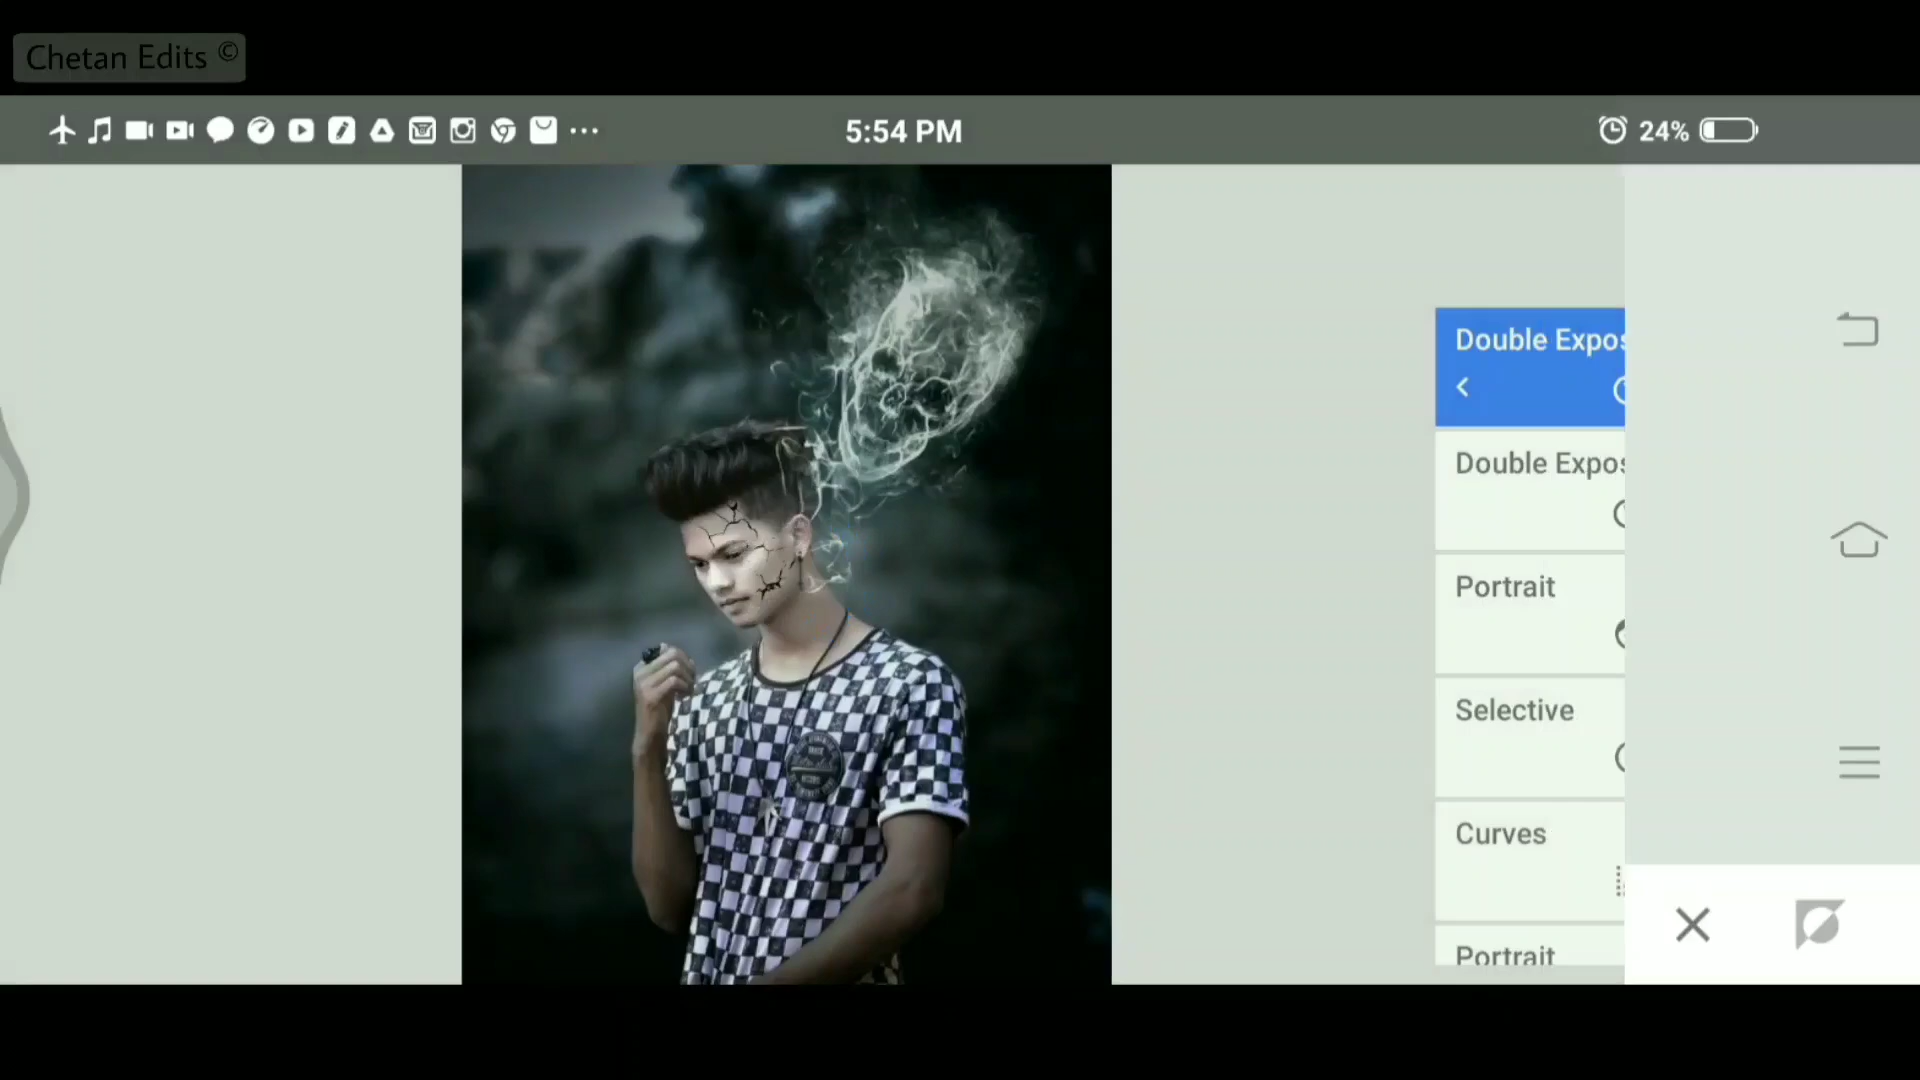 Chetan Edits ©
5:54 PM
24%
Double Expos
Double Expos
Portrait
Selective
Curves
Portrait